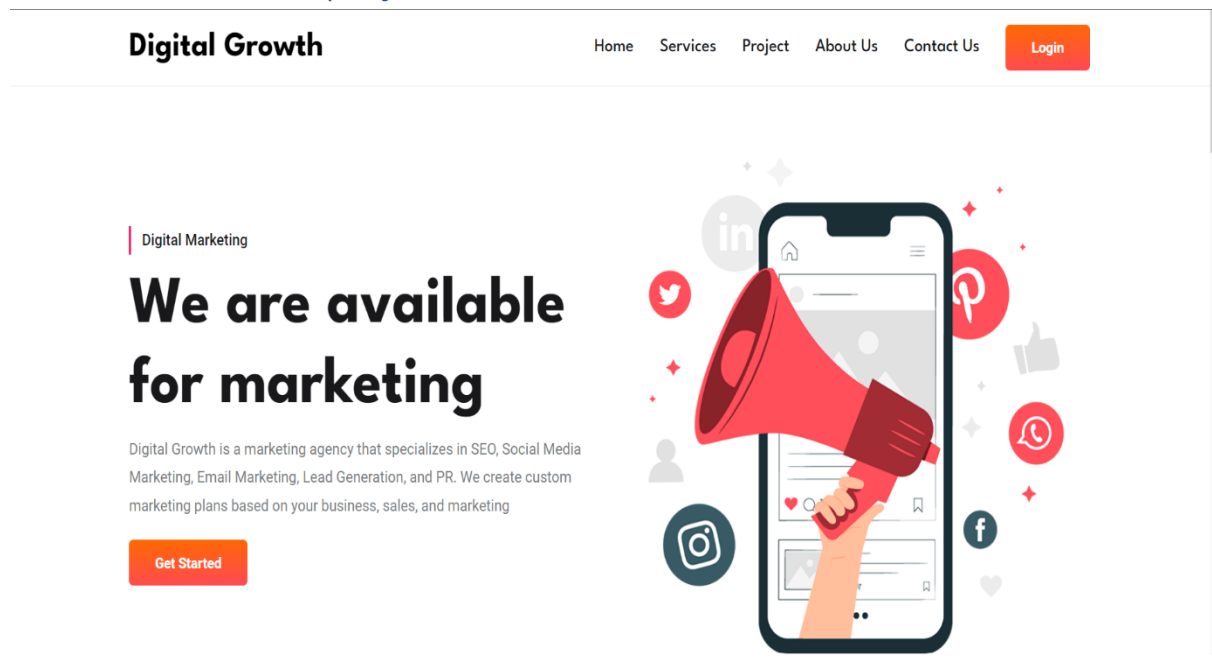 Digital Growth
Home Services Project About Us Contact Us Login
Digital Marketing
We are available
for marketing
Digital Growth is a marketing agency that specializes in SEO, Social Media
Marketing, Email Marketing, Lead Generation, and PR. We create custom
marketing plans based on your business, sales, and marketing
Get Started
in
f